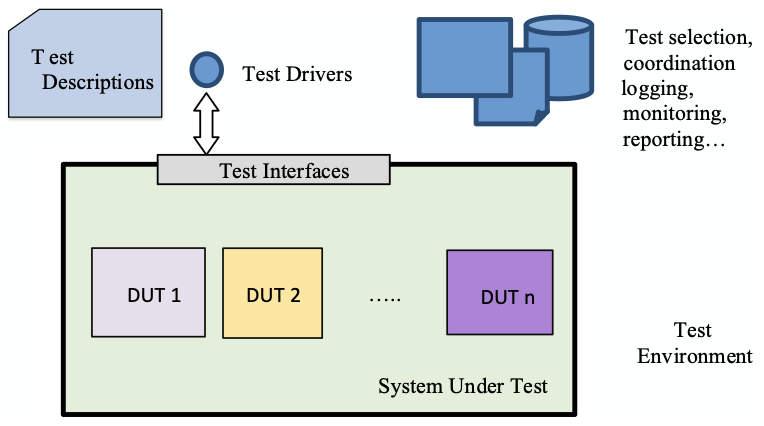 T est
Descriptions
Test Drivers
Test selection,
coordination
logging,
monitoring,
reporting…
Test Interfaces
DUT 1
DUT 2
…..
DUT n
System Under Test
Test
Environment